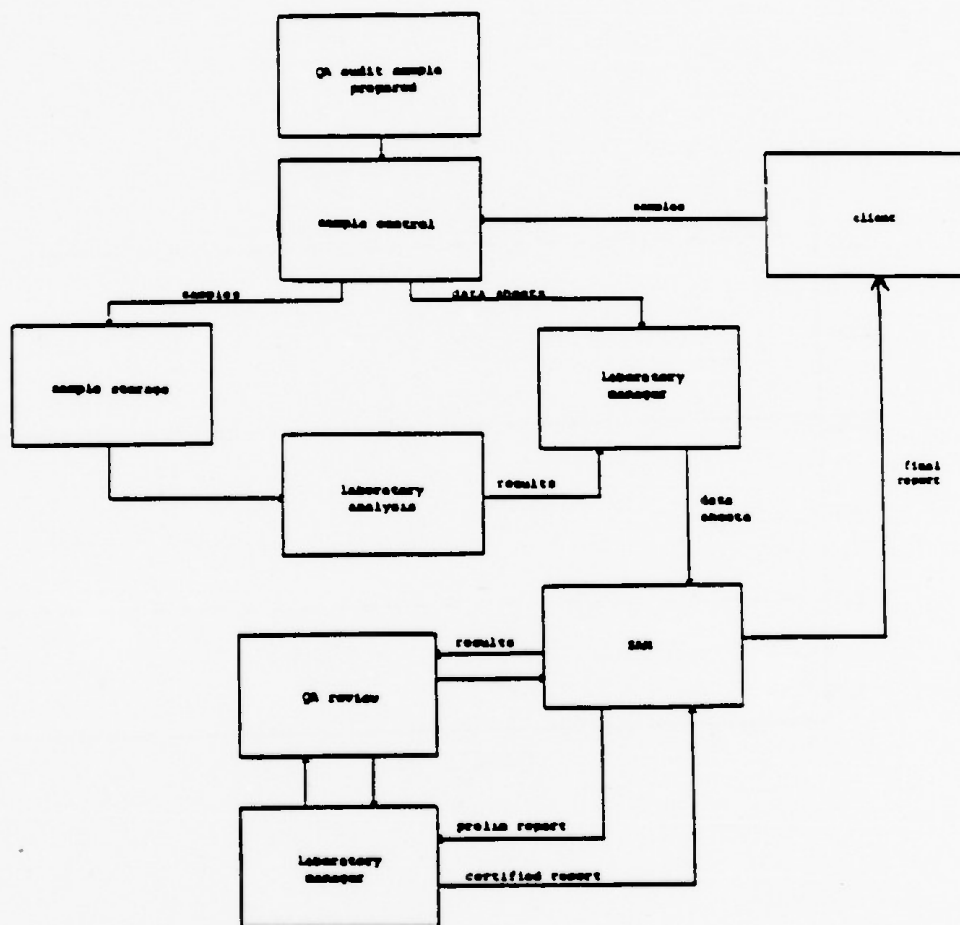 QA audit sample
prepared
sample control
samples
client
samples
data sheets
sample storage
laboratory
manager
laboratory
analysis
results
final
report
data
sheets
results
SAM
QA review
prelim report
laboratory
manager
certified report